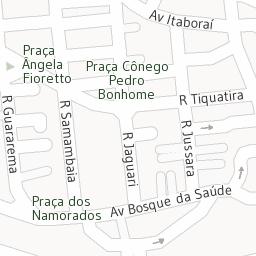 Av Itaboraí
Praça
Ângela
Fioretto
Praça Cônego
Pedro
Bonhome
R Tiquatira
R Guararema
R Samambaia
R Jaguari
R Jussara
Praça dos
Namorados
Av Bosque da Saúde